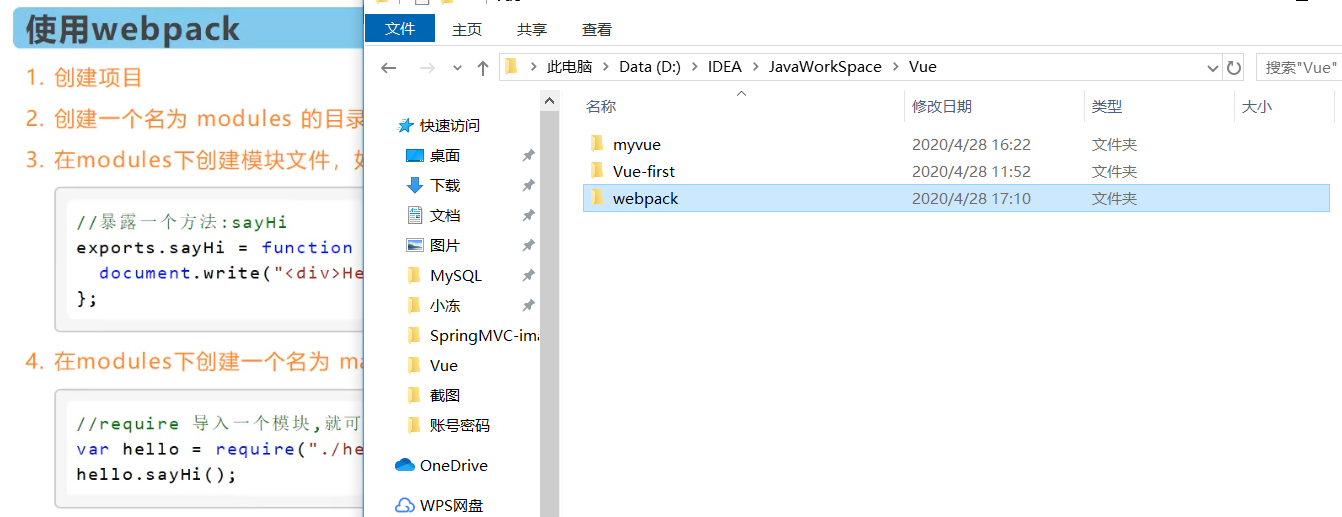 使用webpack
1. 创建项目
2. 创建一个名为 modules 的目录
3. 在modules下创建模块文件，如
//暴露一个方法:sayHi
exports.sayHi = function
document.write("<div>He
};
4. 在modules下创建一个名为 ma
//require 导入一个模块,就可
var hello = require("./he
hello.sayHi();
文件 主页 共享 查看
此电脑 > Data (D:) > IDEA > JavaWorkSpace > Vue
搜索"Vue"
快速访问
桌面
下载
文档
图片
MySQL
小冻
SpringMVC-ima
Vue
截图
账号密码
OneDrive
WPS网盘
名称 修改日期 类型 大小
myvue 2020/4/28 16:22 文件夹
Vue-first 2020/4/28 11:52 文件夹
webpack 2020/4/28 17:10 文件夹